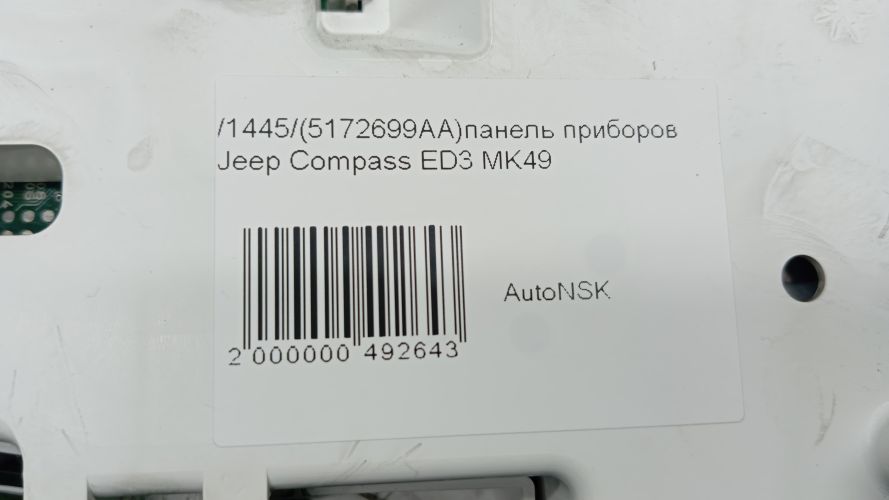 /1445/(5172699AA)панель приборов
Jeep Compass ED3 MK49
AutoNSK
2 000000 492643